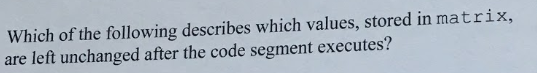 Which of the following describes which values, stored in matrix,
are left unchanged after the code segment executes?